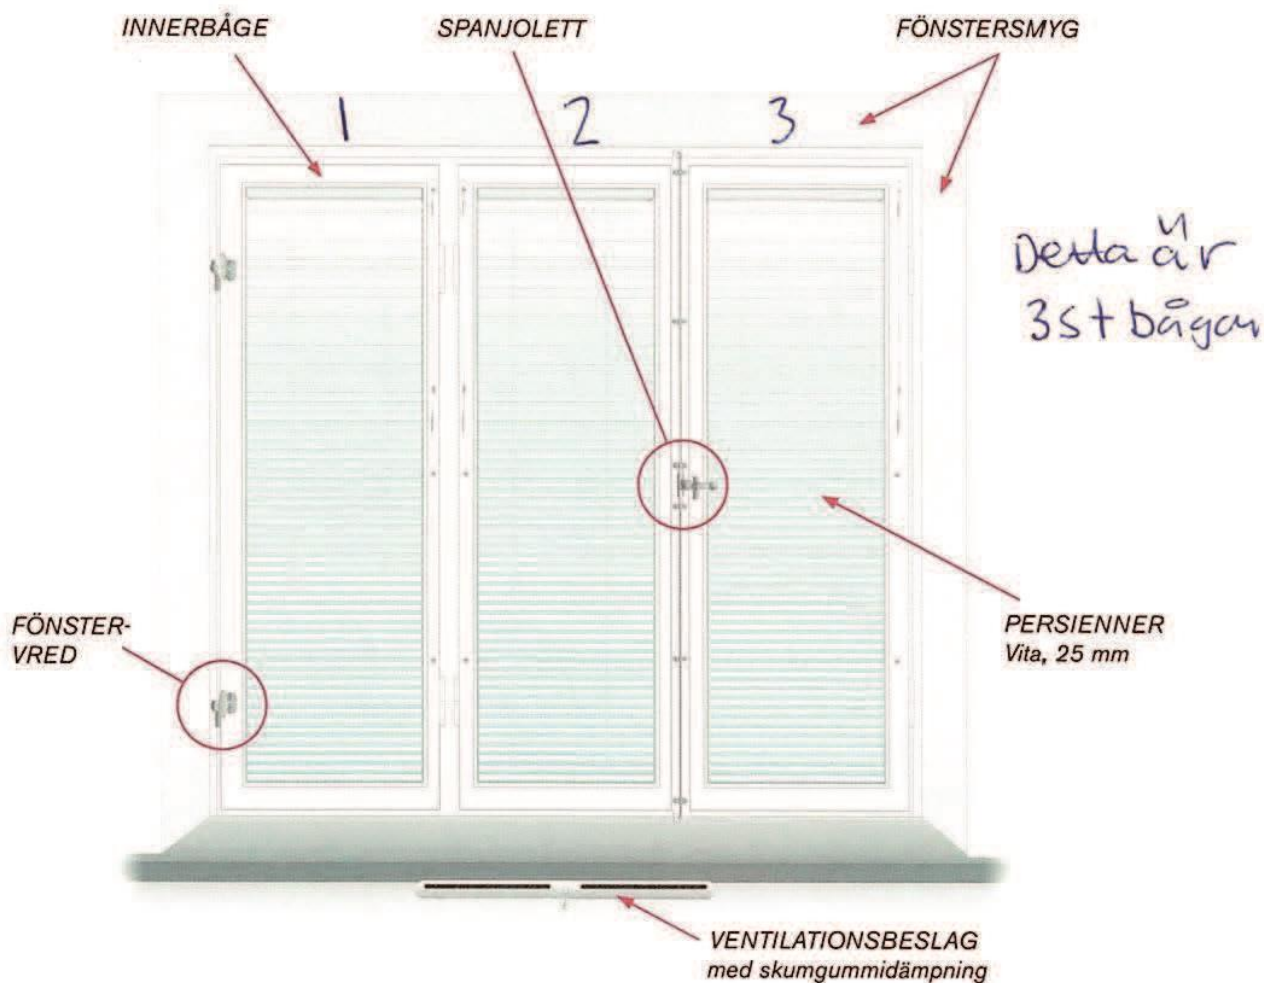 INNERBÅGE
SPANJOLETT
FÖNSTERSMYG
1
2
3
Detta är
3st bågar
FÖNSTER-
VRED
PERSIENNER
Vita, 25 mm
VENTILATIONSBESLAG
med skumgummidämpning